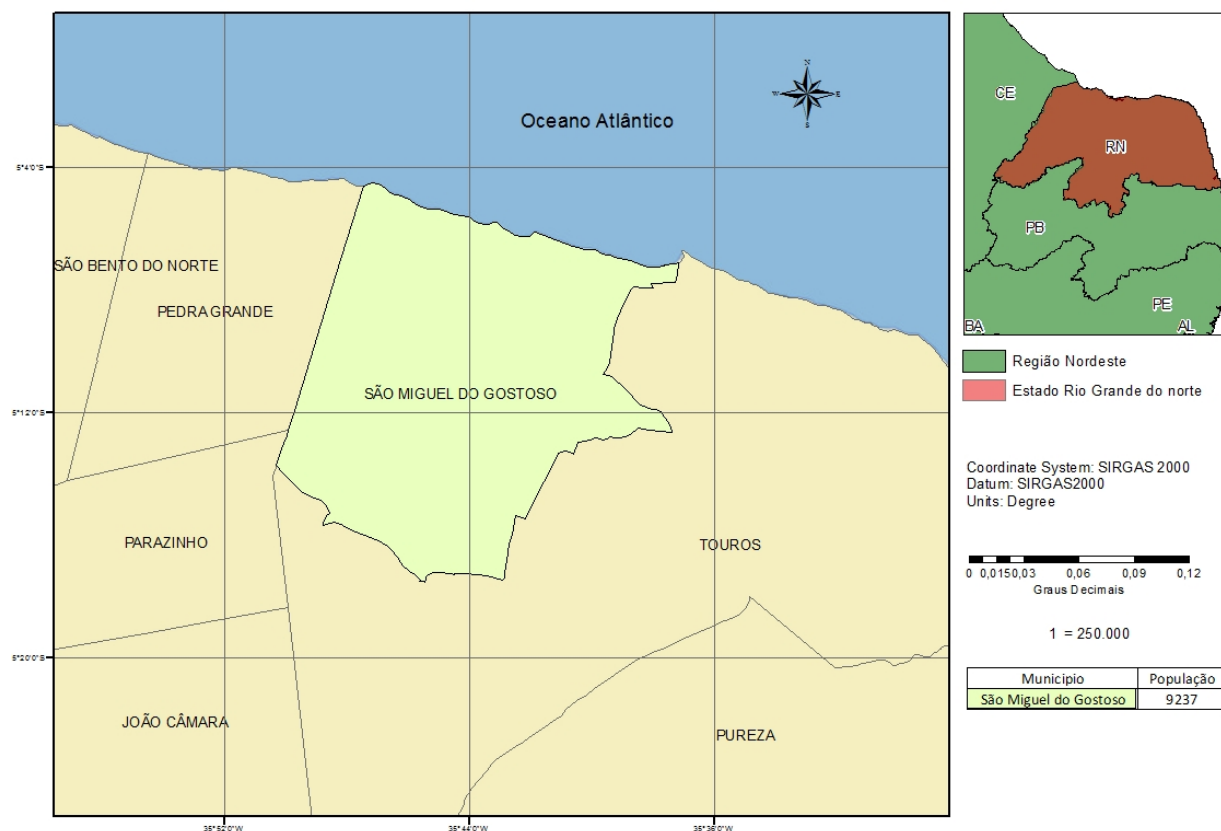 Oceano Atlântico
N
W
E
S
5°4'0"S
5°12'0"S
5°20'0"S
SÃO BENTO DO NORTE
PEDRA GRANDE
SÃO MIGUEL DO GOSTOSO
PARAZINHO
TOUROS
JOÃO CÂMARA
PUREZA
35°52'0"W
35°44'0"W
35°36'0"W
CE
RN
PB
PE
BA
AL
Região Nordeste
Estado Rio Grande do norte
Coordinate System: SIRGAS 2000
Datum: SIRGAS2000
Units: Degree
0 0,015 0,03 0,06 0,09 0,12
Graus Decimais
1 = 250.000
Municipio População
São Miguel do Gostoso 9237